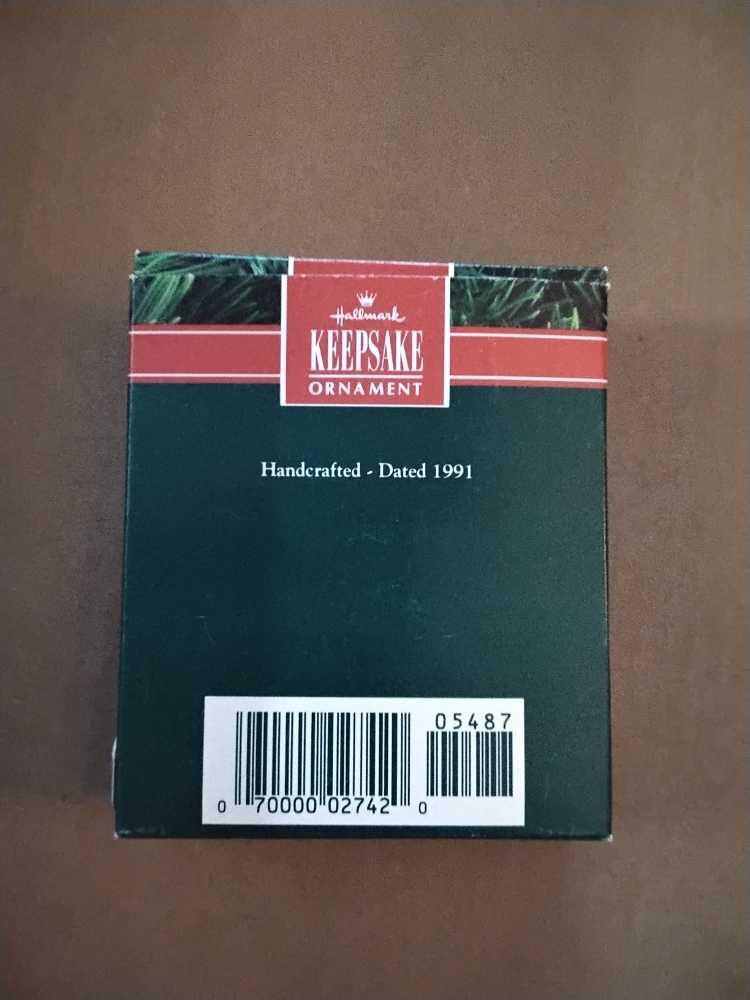 Hallmark
KEEPSAKE
ORNAMENT
Handcrafted - Dated 1991
05487
0 70000 02742 0